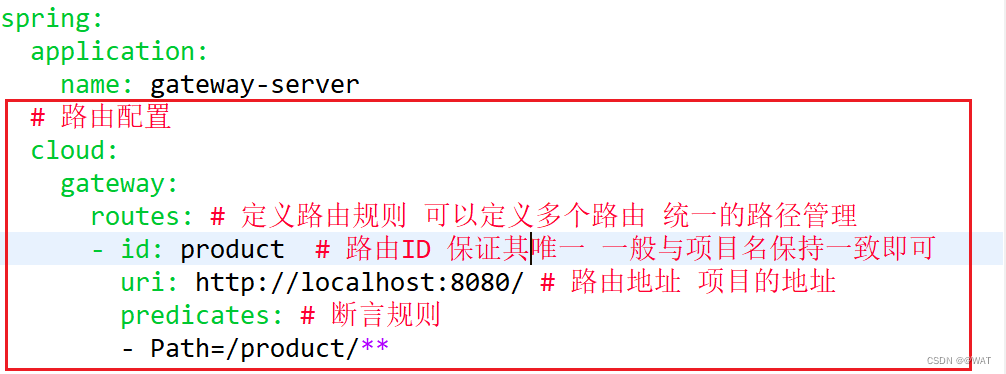 spring:
  application:
    name: gateway-server
  # 路由配置
  cloud:
    gateway:
      routes: # 定义路由规则 可以定义多个路由 统一的路径管理
      - id: product  # 路由ID 保证其唯一 一般与项目名保持一致即可
        uri: http://localhost:8080/ # 路由地址 项目的地址
        predicates: # 断言规则
        - Path=/product/**
CSDN @@WAT